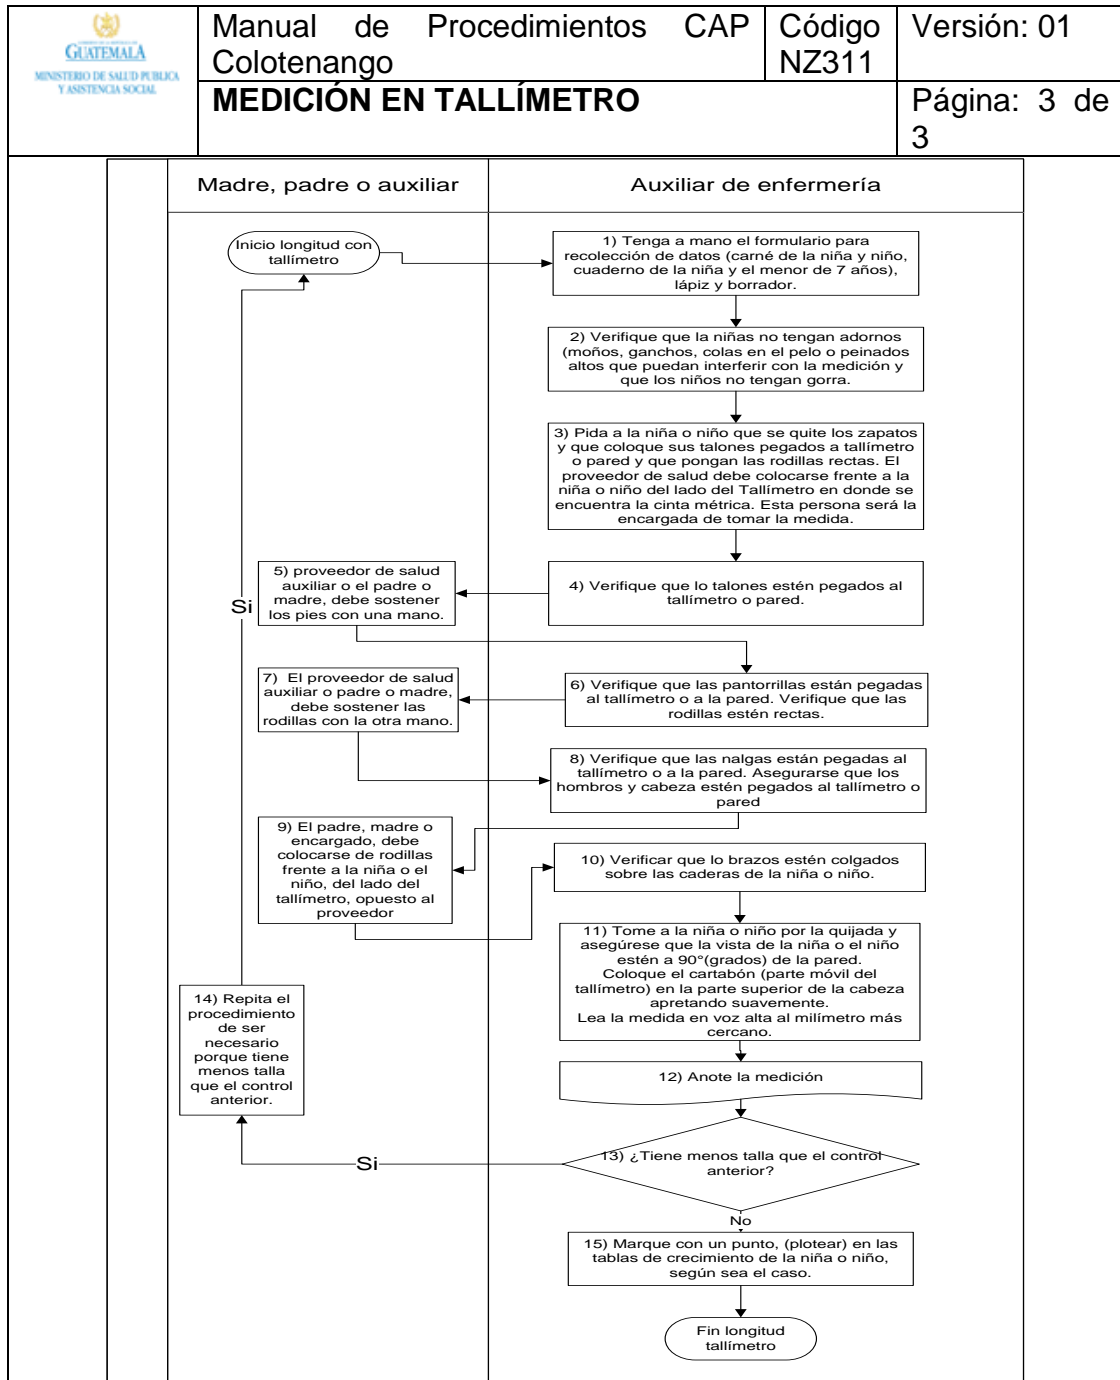 GOBIERNO DE LA REPÚBLICA DE
GUATEMALA
MINISTERIO DE SALUD PUBLICA
Y ASISTENCIA SOCIAL
Manual de Procedimientos CAP
Colotenango
Código
NZ311
Versión: 01
MEDICIÓN EN TALLÍMETRO
Página: 3 de
3
Madre, padre o auxiliar
Auxiliar de enfermería
Inicio longitud con
tallímetro
1) Tenga a mano el formulario para
recolección de datos (carné de la niña y niño,
cuaderno de la niña y el menor de 7 años),
lápiz y borrador.
2) Verifique que la niñas no tengan adornos
(moños, ganchos, colas en el pelo o peinados
altos que puedan interferir con la medición y
que los niños no tengan gorra.
3) Pida a la niña o niño que se quite los zapatos
y que coloque sus talones pegados a tallímetro
o pared y que pongan las rodillas rectas. El
proveedor de salud debe colocarse frente a la
niña o niño del lado del Tallímetro en donde se
encuentra la cinta métrica. Esta persona será la
encargada de tomar la medida.
4) Verifique que lo talones estén pegados al
tallímetro o pared.
5) proveedor de salud
auxiliar o el padre o
madre, debe sostener
los pies con una mano.
Si
6) Verifique que las pantorrillas están pegadas
al tallímetro o a la pared. Verifique que las
rodillas estén rectas.
7) El proveedor de salud
auxiliar o padre o madre,
debe sostener las
rodillas con la otra mano.
8) Verifique que las nalgas están pegadas al
tallímetro o a la pared. Asegurarse que los
hombros y cabeza estén pegados al tallímetro o
pared
9) El padre, madre o
encargado, debe
colocarse de rodillas
frente a la niña o el
niño, del lado del
tallímetro, opuesto al
proveedor
10) Verificar que lo brazos estén colgados
sobre las caderas de la niña o niño.
11) Tome a la niña o niño por la quijada y
asegúrese que la vista de la niña o el niño
estén a 90°(grados) de la pared.
Coloque el cartabón (parte móvil del
tallímetro) en la parte superior de la cabeza
apretando suavemente.
Lea la medida en voz alta al milímetro más
cercano.
12) Anote la medición
13) ¿Tiene menos talla que el control
anterior?
Si
14) Repita el
procedimiento
de ser
necesario
porque tiene
menos talla
que el control
anterior.
No
15) Marque con un punto, (plotear) en las
tablas de crecimiento de la niña o niño,
según sea el caso.
Fin longitud
tallímetro